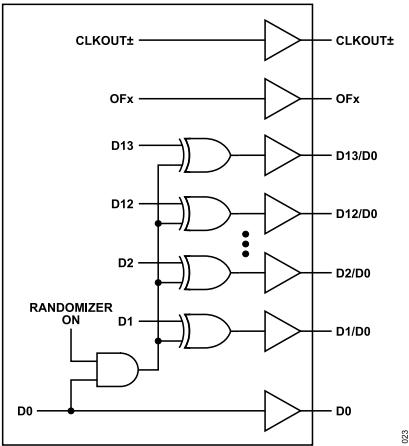 CLKOUT± CLKOUT±
OFx OFx
D13 D13/D0
D12 D12/D0
D2 D2/D0
RANDOMIZER
ON
D1 D1/D0
D0 D0
023